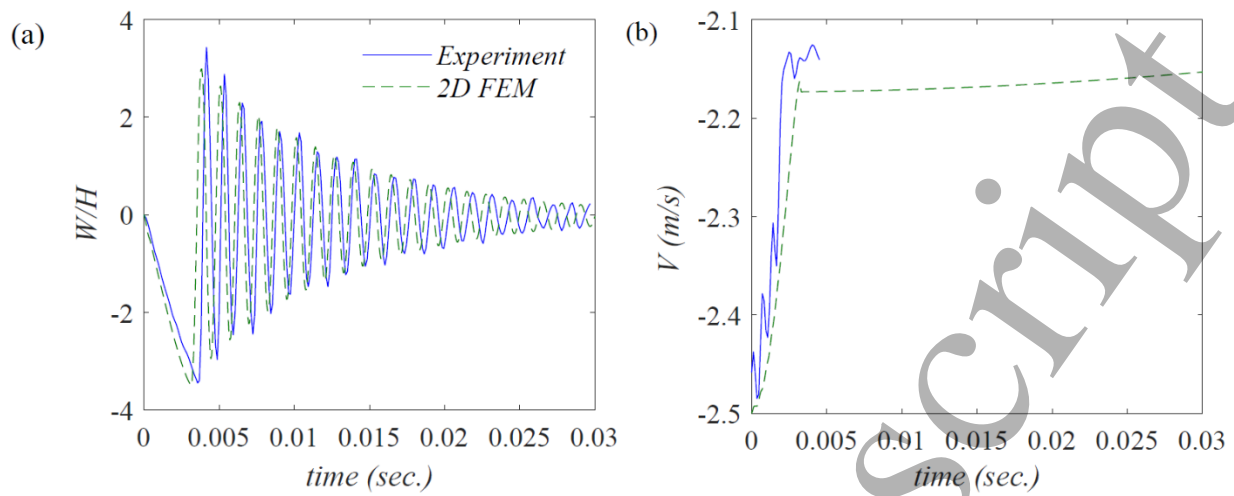 (a)
4
2
0
-2
-4
W/H
Experiment
2D FEM
0
0.005
0.01
0.015
0.02
0.025
0.03
time (sec.)
(b)
-2.1
-2.2
-2.3
-2.4
-2.5
V (m/s)
0
0.005
0.01
0.015
0.02
0.025
0.03
time (sec.)
script